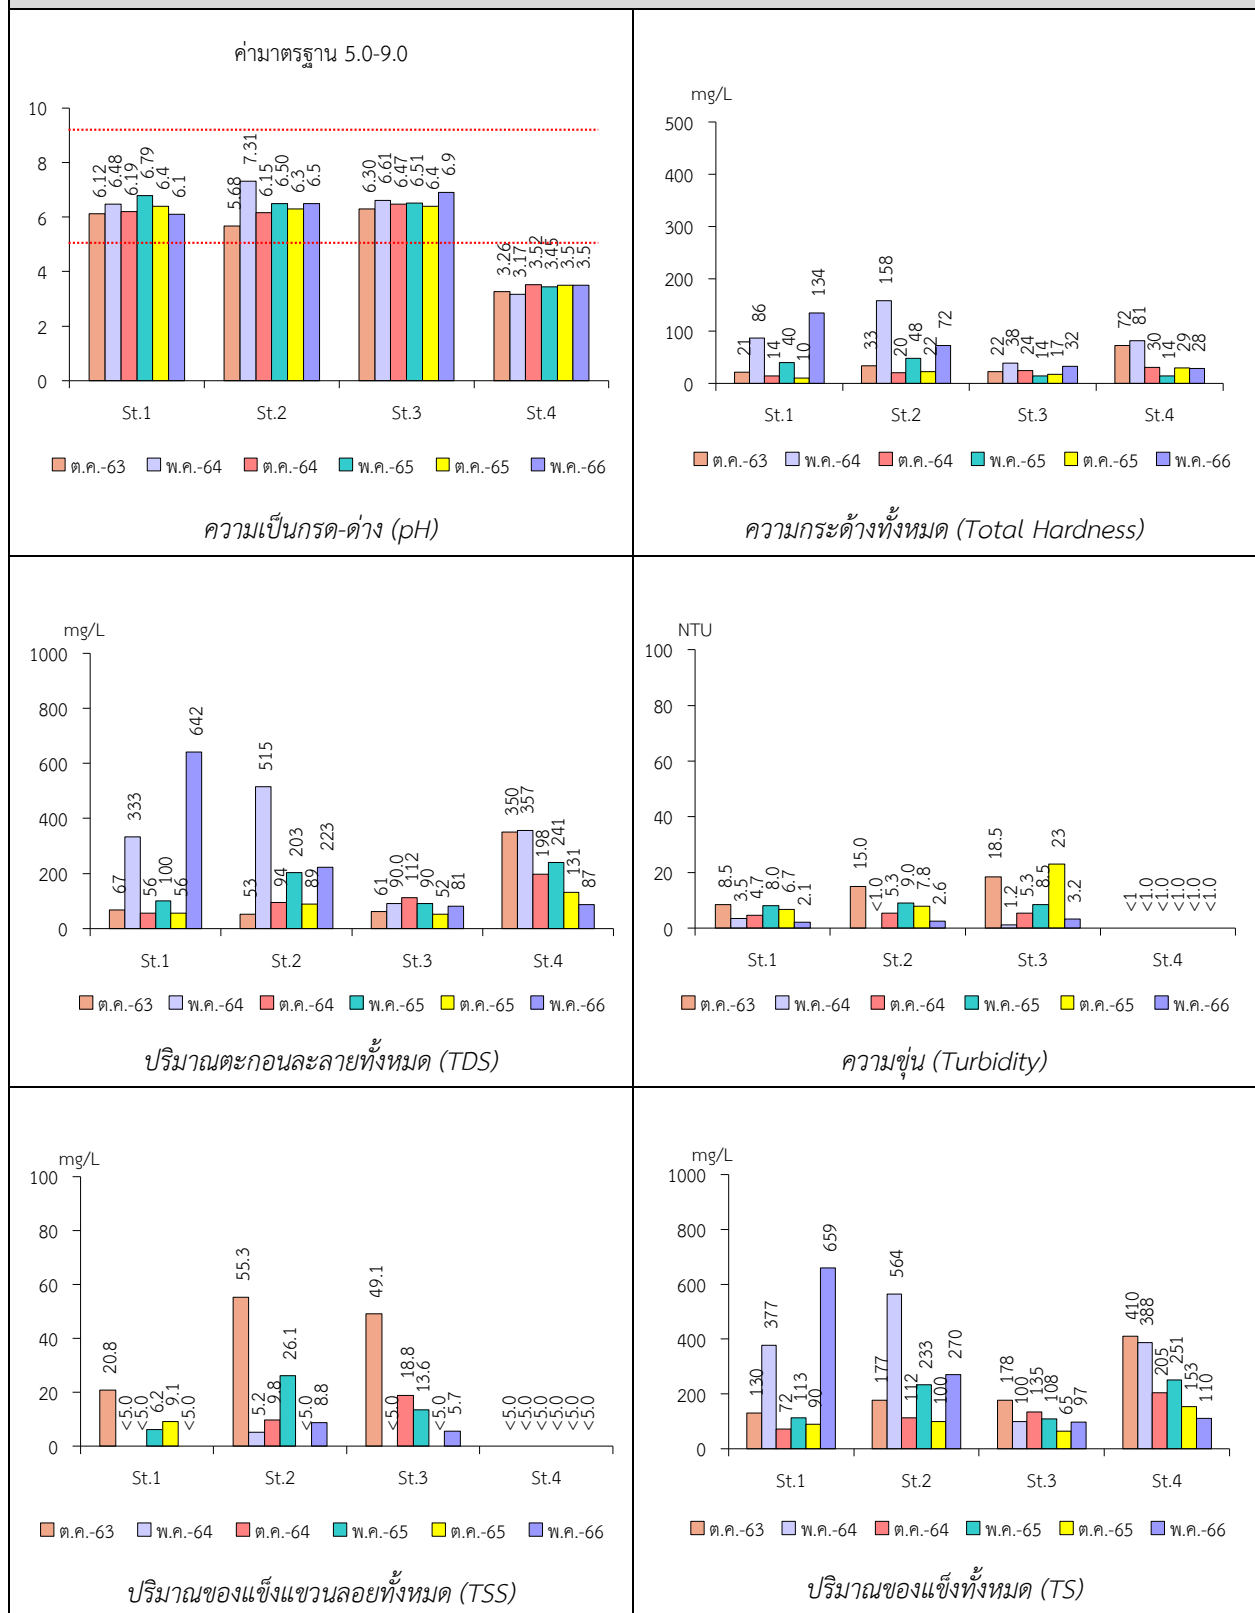 ค่ามาตรฐาน 5.0-9.0
10
8
6
4
2
0
6.12 6.48 6.19 6.79 6.4 6.1
5.68 7.31 6.15 6.50 6.3 6.5
6.30 6.61 6.47 6.51 6.4 6.9
3.26 3.17 3.52 3.45 3.5 3.5
St.1 St.2 St.3 St.4
ต.ค.-63 พ.ค.-64 ต.ค.-64 พ.ค.-65 ต.ค.-65 พ.ค.-66
ความเป็นกรด-ด่าง (pH)
mg/L
500
400
300
200
100
0
21 86 14 40 10 134
33 158 20 48 22 72
22 38 24 14 17 32
72 81 30 14 29 28
St.1 St.2 St.3 St.4
ต.ค.-63 พ.ค.-64 ต.ค.-64 พ.ค.-65 ต.ค.-65 พ.ค.-66
ความกระด้างทั้งหมด (Total Hardness)
mg/L
1000
800
600
400
200
0
67 333 56 100 56 642
53 515 94 203 89 223
61 90.0 112 90 52 81
350 357 198 241 131 87
St.1 St.2 St.3 St.4
ต.ค.-63 พ.ค.-64 ต.ค.-64 พ.ค.-65 ต.ค.-65 พ.ค.-66
ปริมาณตะกอนละลายทั้งหมด (TDS)
NTU
100
80
60
40
20
0
8.5 3.5 4.7 8.0 6.7 2.1
15.0 <1.0 5.3 9.0 7.8 2.6
18.5 1.2 5.3 8.5 23 3.2
<1 <1.0 <1.0 <1.0 <1.0 <1.0
St.1 St.2 St.3 St.4
ต.ค.-63 พ.ค.-64 ต.ค.-64 พ.ค.-65 ต.ค.-65 พ.ค.-66
ความขุ่น (Turbidity)
mg/L
100
80
60
40
20
0
20.8 <5.0 <5.0 6.2 9.1 <5.0
55.3 5.2 9.8 26.1 <5.0 8.8
49.1 <5.0 18.8 13.6 <5.0 5.7
<5.0 <5.0 <5.0 <5.0 <5.0 <5.0
St.1 St.2 St.3 St.4
ต.ค.-63 พ.ค.-64 ต.ค.-64 พ.ค.-65 ต.ค.-65 พ.ค.-66
ปริมาณของแข็งแขวนลอยทั้งหมด (TSS)
mg/L
1000
800
600
400
200
0
130 377 72 113 90 659
177 564 112 233 100 270
178 100 135 108 65 97
410 388 205 251 153 110
St.1 St.2 St.3 St.4
ต.ค.-63 พ.ค.-64 ต.ค.-64 พ.ค.-65 ต.ค.-65 พ.ค.-66
ปริมาณของแข็งทั้งหมด (TS)